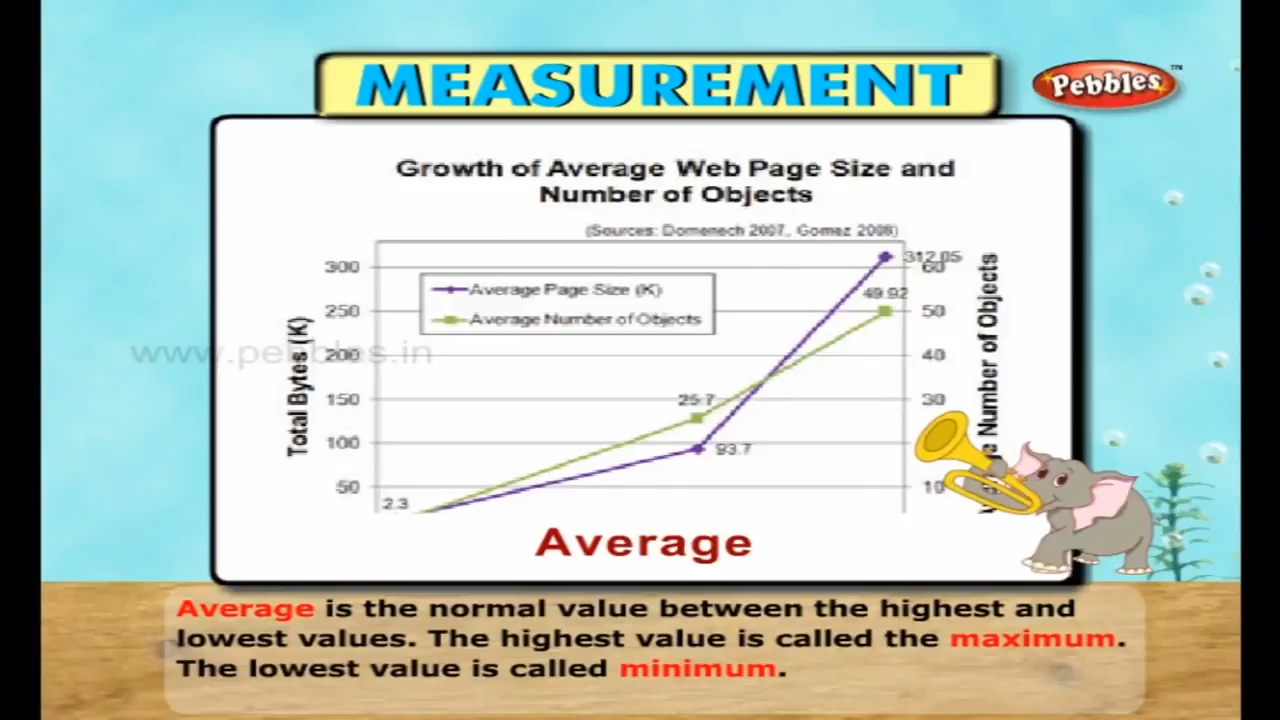 MEASUREMENT
Pebbles™
Growth of Average Web Page Size and
Number of Objects
(Sources: Domenech 2007, Gomez 2008)
312.05
300
60
Average Page Size (K)
49.92
250
Average Number of Objects
50
www.pebbles.in
200
40
Total Bytes (K)
Number of Objects
150
25.7
30
100
93.7
50
10
2.3
Average
Average is the normal value between the highest and
lowest values. The highest value is called the maximum.
The lowest value is called minimum.